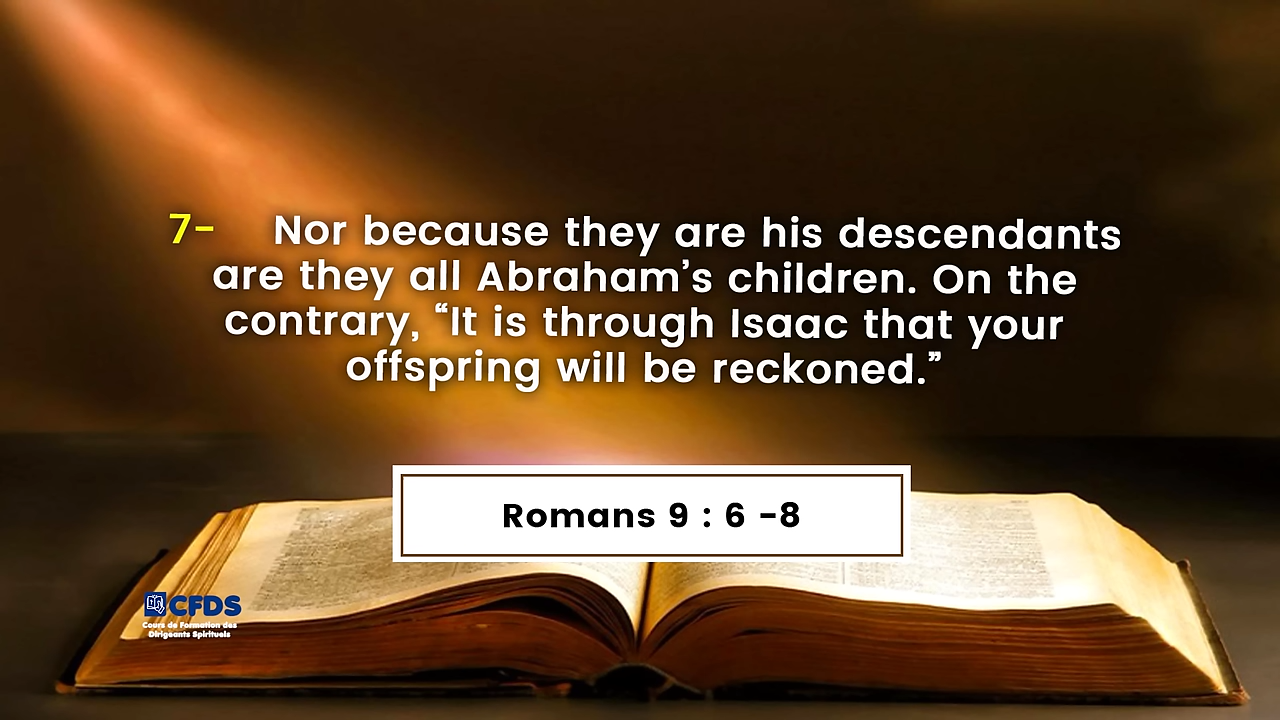 7- Nor because they are his descendants
are they all Abraham’s children. On the
contrary, “It is through Isaac that your
offspring will be reckoned.”
Romans 9 : 6 -8
CFDS
Cours de Formation des
Dirigeants Spirituels